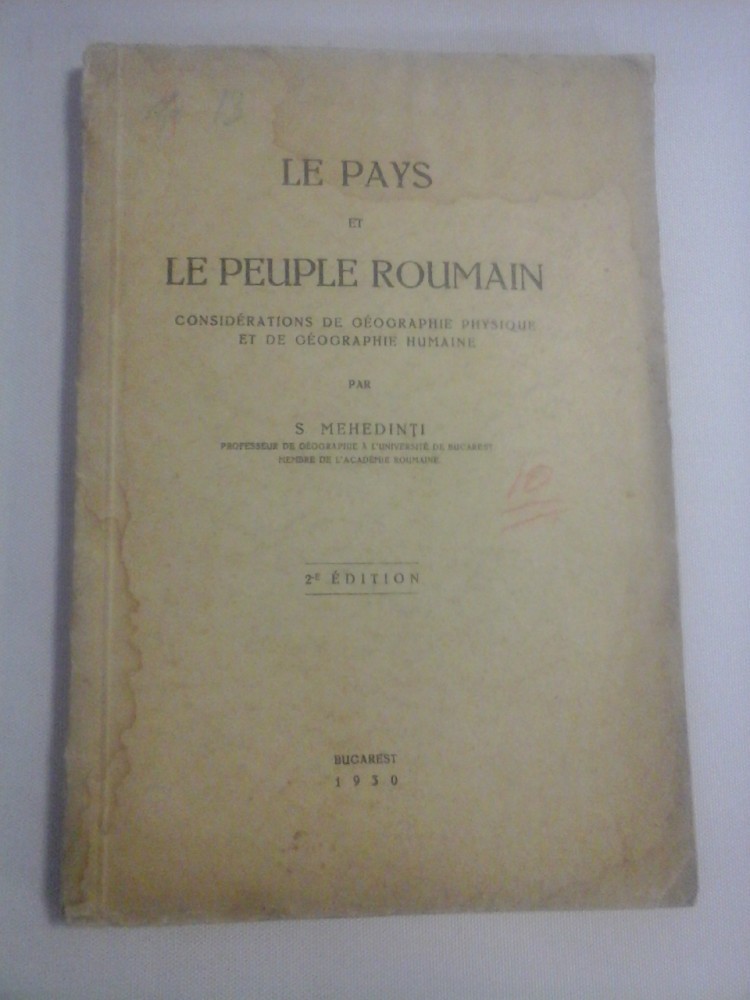 LE PAYS
ET
LE PEUPLE ROUMAIN
CONSIDÉRATIONS DE GÉOGRAPHIE PHYSIQUE
ET DE GÉOGRAPHIE HUMAINE
PAR
S MEHEDINȚI
PROFESSEUR DE GÉOGRAPHIE À L'UNIVERSITÉ DE BUCAREST
MEMBRE DE L'ACADÉMIE ROUMAINE
10
2E ÉDITION
BUCAREST
1930